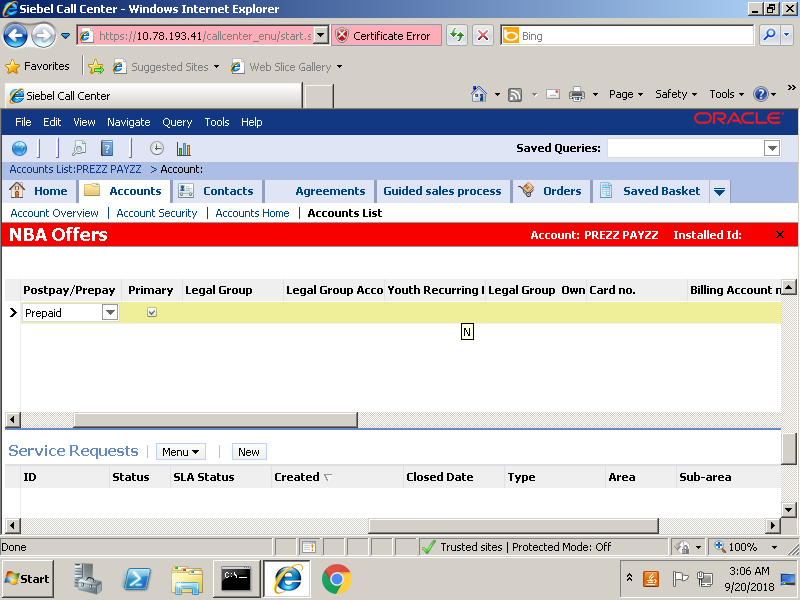 Siebel Call Center - Windows Internet Explorer
https://10.78.193.41/callcenter_enu/start.s
Certificate Error
Bing
Favorites
Suggested Sites
Web Slice Gallery
Siebel Call Center
Page
Safety
Tools
File Edit View Navigate Query Tools Help
ORACLE
Saved Queries:
Accounts List:PREZZ PAYZZ > Account:
Home
Accounts
Contacts
Agreements
Guided sales process
Orders
Saved Basket
Account Overview | Account Security | Accounts Home | Accounts List
NBA Offers
Account: PREZZ PAYZZ Installed Id:
Postpay/Prepay Primary Legal Group Legal Group Acco Youth Recurring Legal Group Own Card no. Billing Account n
Prepaid
N
Service Requests
Menu
New
ID Status SLA Status Created Closed Date Type Area Sub-area
Done
Trusted sites | Protected Mode: Off
100%
Start
C:\.
3:06 AM
9/20/2018